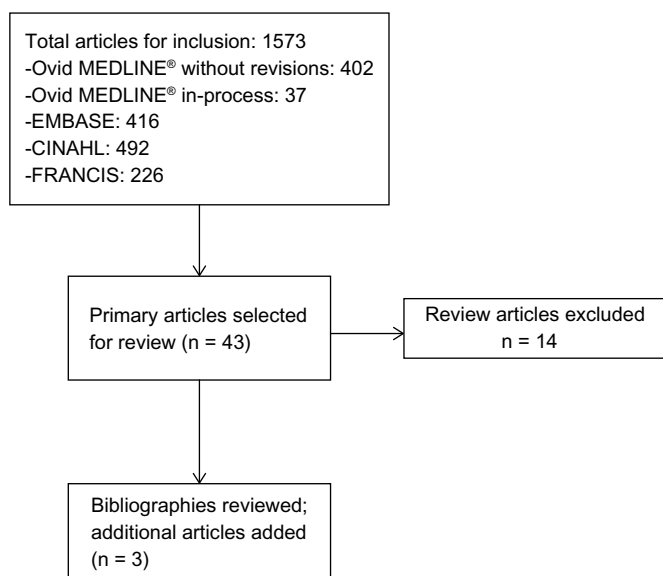 Total articles for inclusion: 1573
-Ovid MEDLINE® without revisions: 402
-Ovid MEDLINE® in-process: 37
-EMBASE: 416
-CINAHL: 492
-FRANCIS: 226
Primary articles selected
for review (n = 43)
Review articles excluded
n = 14
Bibliographies reviewed;
additional articles added
(n = 3)